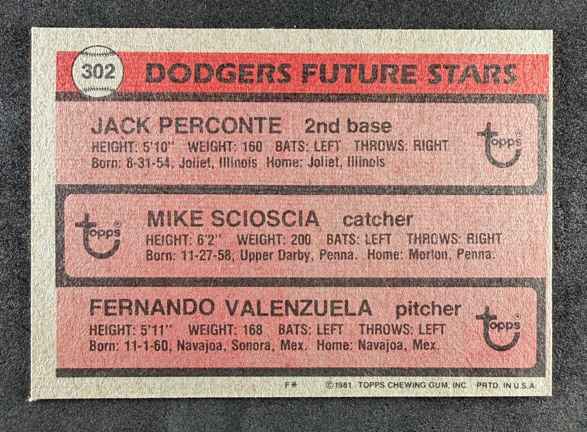 302 DODGERS FUTURE STARS
JACK PERCONTE 2nd base
HEIGHT: 5'10" WEIGHT: 160 BATS: LEFT THROWS: RIGHT
Born: 8-31-54, Joliet, Illinois Home: Joliet, Illinois
topps®
MIKE SCIOSCIA catcher
HEIGHT: 6'2" WEIGHT: 200 BATS: LEFT THROWS: RIGHT
Born: 11-27-58, Upper Darby, Penna. Home: Morton, Penna.
topps®
FERNANDO VALENZUELA pitcher
HEIGHT: 5'11" WEIGHT: 168 BATS: LEFT THROWS: LEFT
Born: 11-1-60, Navajoa, Sonora, Mex. Home: Navajoa, Mex.
topps®
F* ©1981 TOPPS CHEWING GUM, INC. PRTD. IN U.S.A.